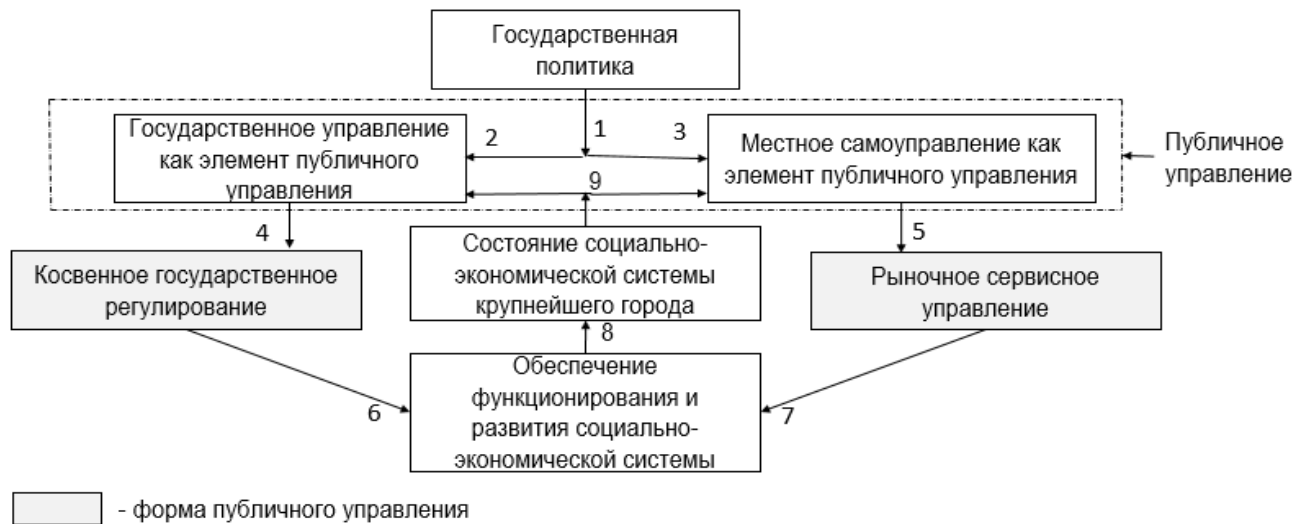 Государственная
политика
Государственное управление
как элемент публичного
управления
2
1
3
Местное самоуправление как
элемент публичного управления
Публичное
управление
9
4
5
Косвенное государственное
регулирование
Состояние социально-
экономической системы
крупнейшего города
Рыночное сервисное
управление
8
Обеспечение
функционирования и
развития социально-
экономической системы
6
7
- форма публичного управления